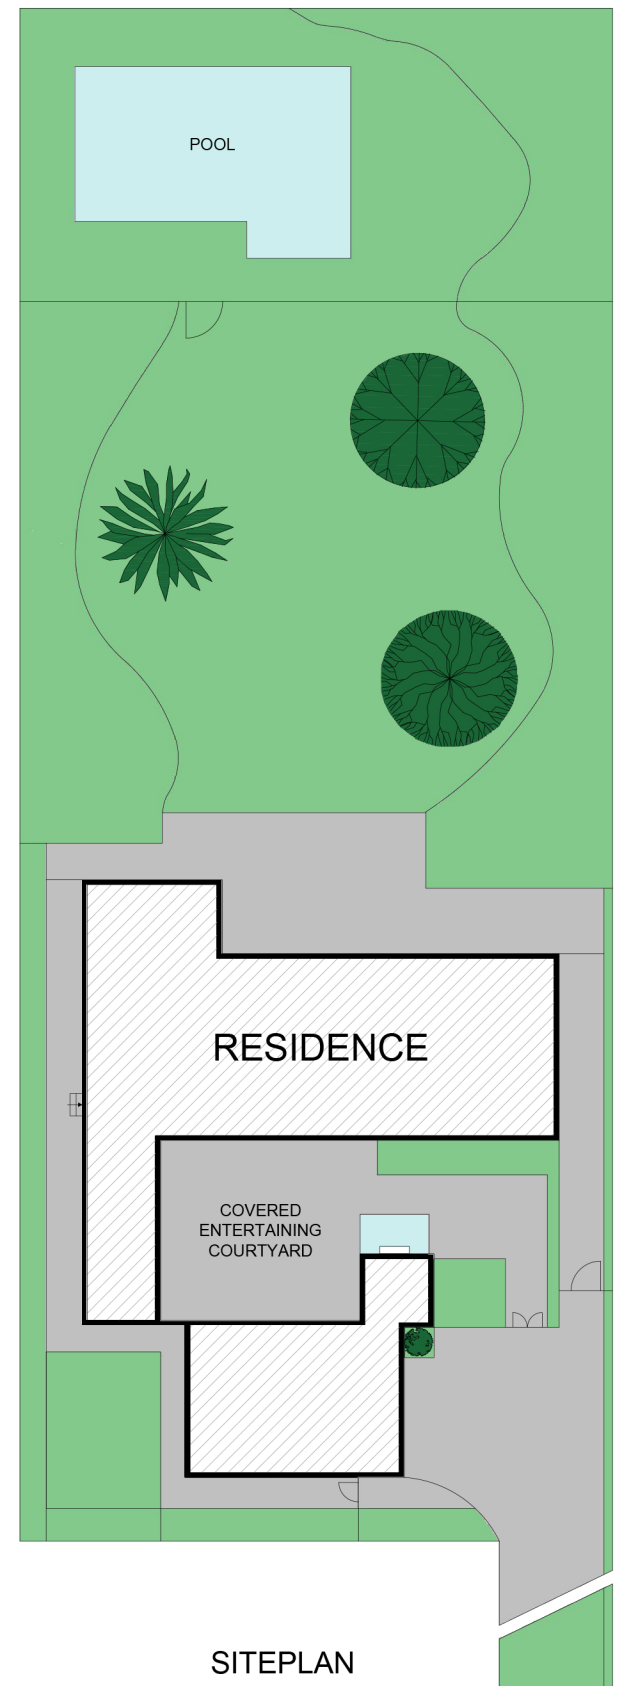 POOL
RESIDENCE
COVERED
ENTERTAINING
COURTYARD
SITEPLAN